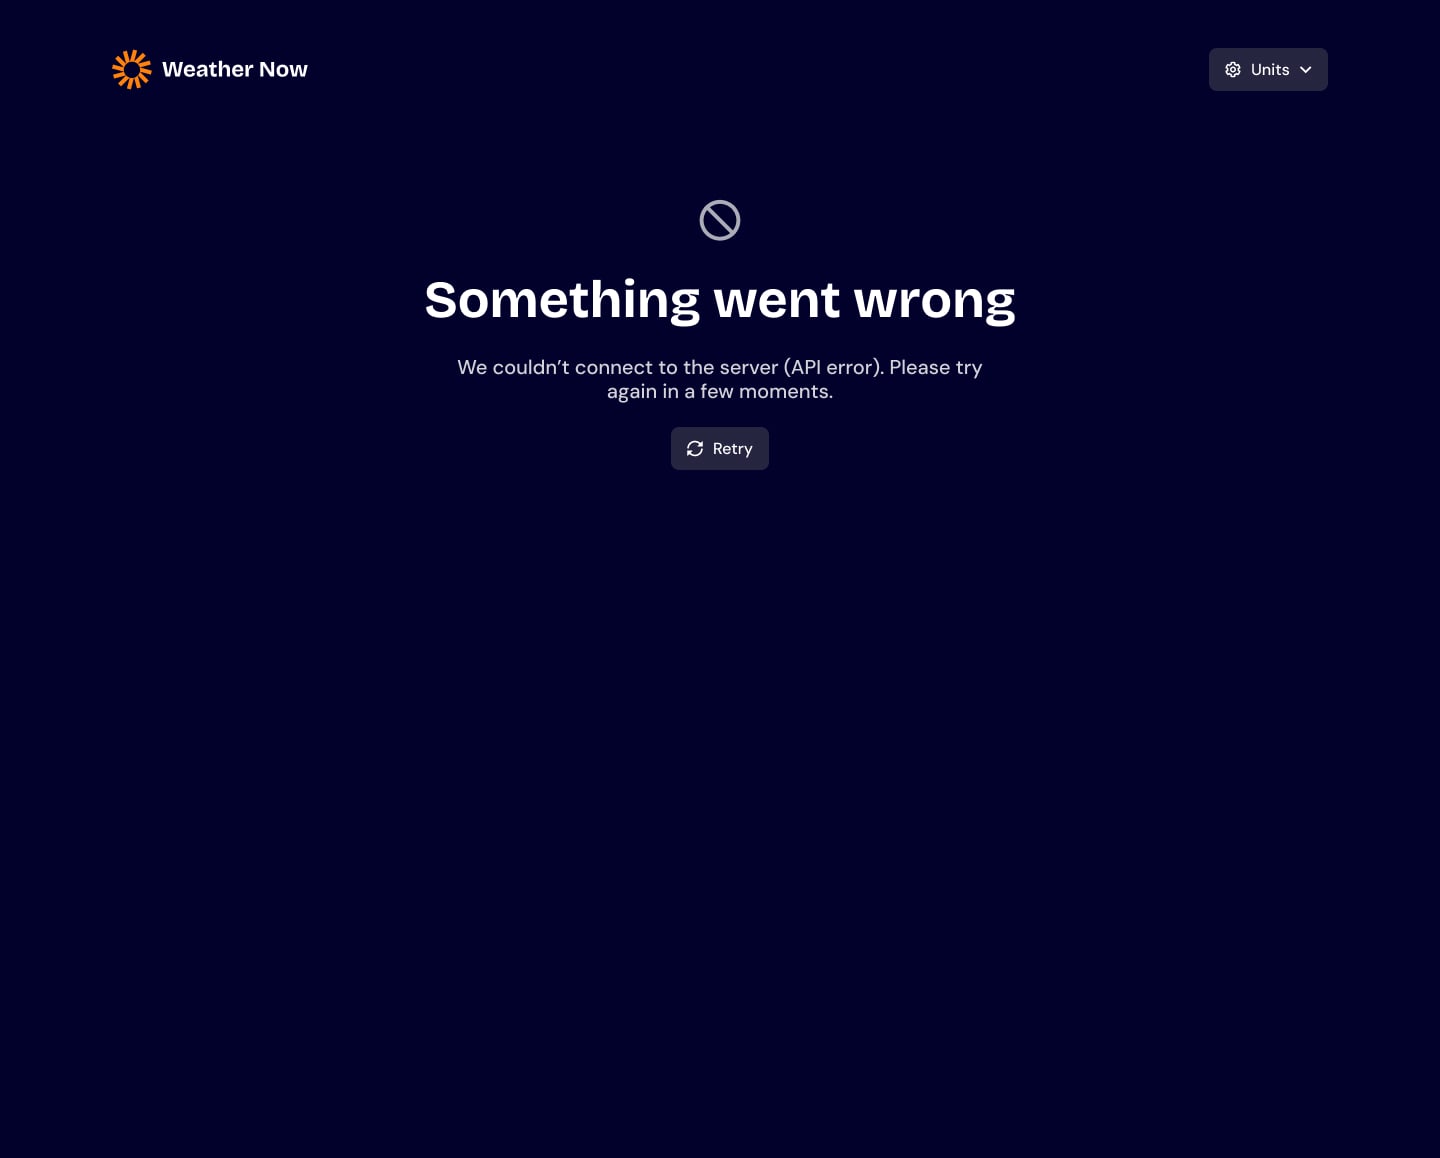 Weather Now
Units
Something went wrong
We couldn’t connect to the server (API error). Please try
again in a few moments.
Retry